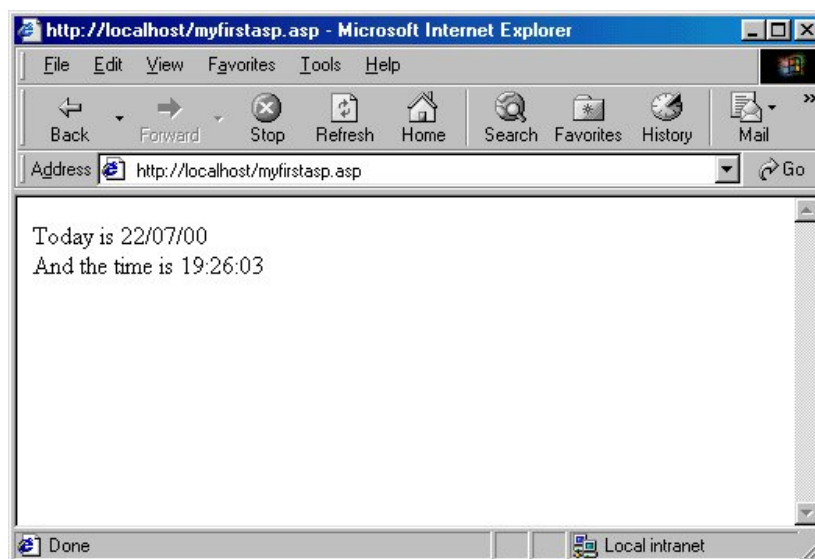 http://localhost/myfirstasp.asp - Microsoft Internet Explorer
File Edit View Favorites Tools Help
Back Forward Stop Refresh Home Search Favorites History Mail »
Address http://localhost/myfirstasp.asp Go
Today is 22/07/00
And the time is 19:26:03
Done Local intranet